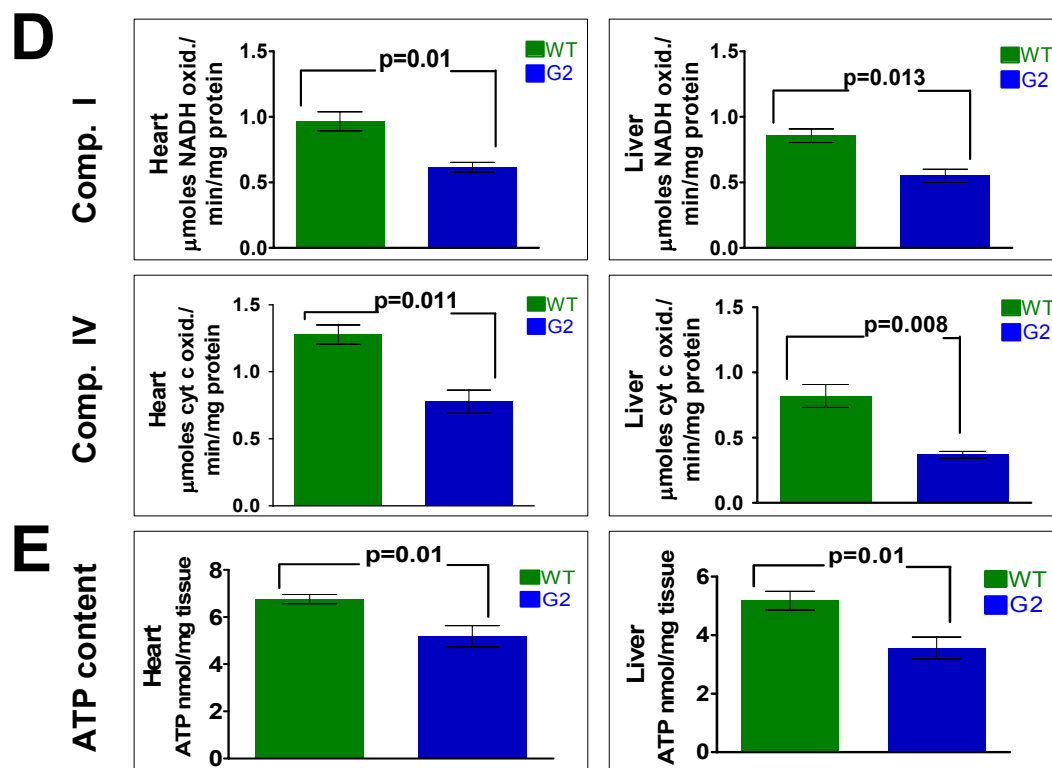 D
Comp. I
Heart
μmoles NADH oxid./
min/mg protein
1.5
1.0
0.5
0.0
p=0.01
WT
G2
Liver
μmoles NADH oxid./
min/mg protein
1.5
1.0
0.5
0.0
p=0.013
WT
G2
Comp. IV
Heart
μmoles cyt c oxid./
min/mg protein
1.5
1.0
0.5
0.0
p=0.011
WT
G2
Liver
μmoles cyt c oxid./
min/mg protein
1.5
1.0
0.5
0.0
p=0.008
WT
G2
E
ATP content
Heart
ATP nmol/mg tissue
8
6
4
2
0
p=0.01
WT
G2
Liver
ATP nmol/mg tissue
6
4
2
0
p=0.01
WT
G2